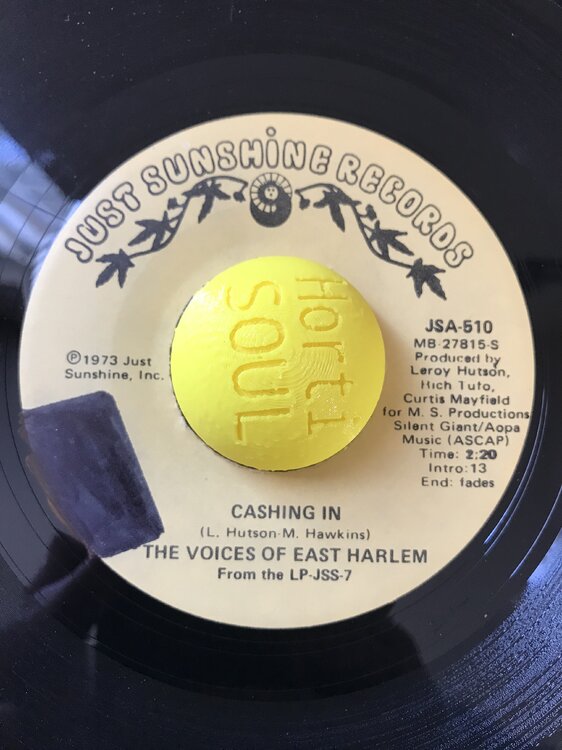 JUST SUNSHINE RECORDS
Horti
SOUL
℗1973 Just
Sunshine, Inc.
JSA-510
MB-27815-S
Produced by
Leroy Hutson,
Rich Tufo,
Curtis Mayfield
for M. S. Productions
Silent Giant/Aopa
Music (ASCAP)
Time: 2:20
Intro: 13
End: fades
CASHING IN
(L. Hutson-M. Hawkins)
THE VOICES OF EAST HARLEM
From the LP-JSS-7